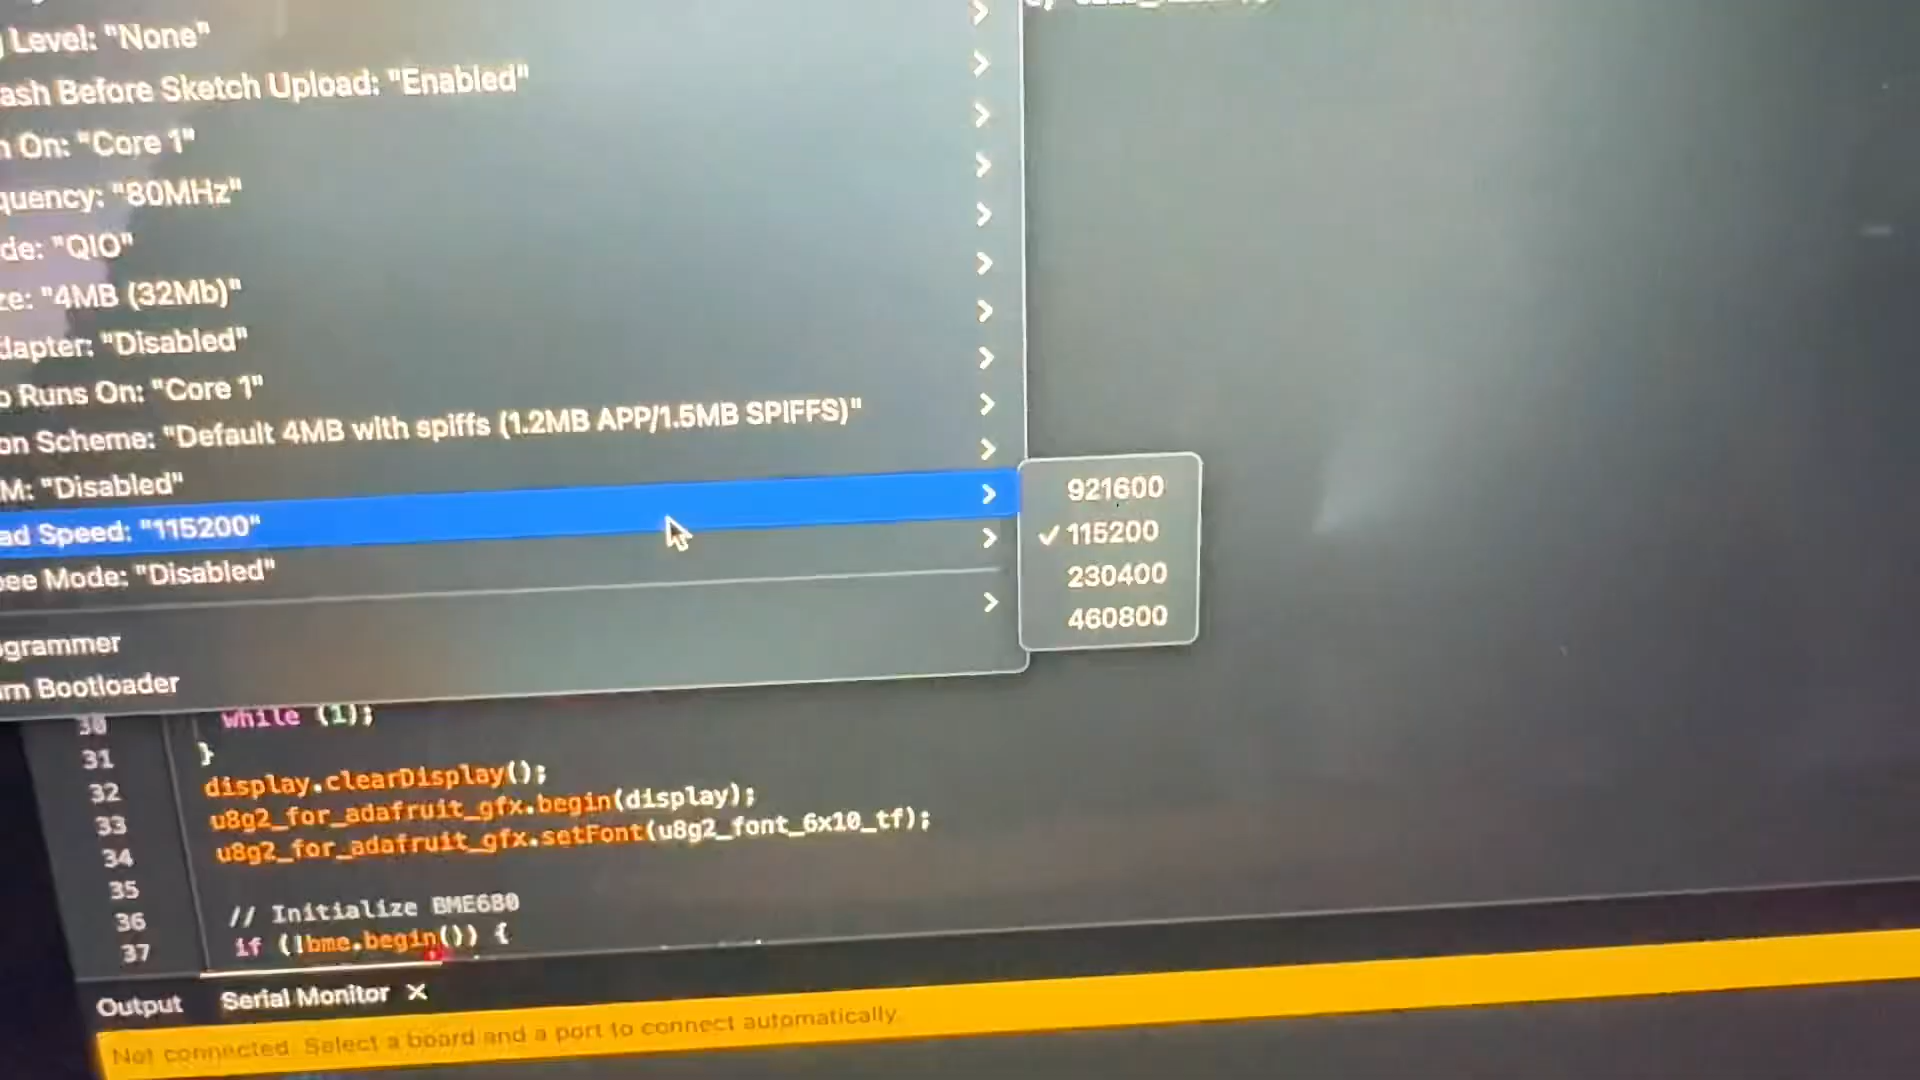 Level: "None"
ash Before Sketch Upload: "Enabled"
On: "Core 1"
quency: "80MHz"
de: "QIO"
ze: "4MB (32Mb)"
dapter: "Disabled"
Runs On: "Core 1"
on Scheme: "Default 4MB with spiffs (1.2MB APP/1.5MB SPIFFS)"
M: "Disabled"
ad Speed: "115200"
bee Mode: "Disabled"
ogrammer
rn Bootloader
921600
✓ 115200
230400
460800
30 while (1);
31 }
32 display.clearDisplay();
33 u8g2_for_adafruit_gfx.begin(display);
34 u8g2_for_adafruit_gfx.setFont(u8g2_font_6x10_tf);
35
36 // Initialize BME680
37 if (!bme.begin()) {
Output Serial Monitor ✕
Not connected. Select a board and a port to connect automatically.